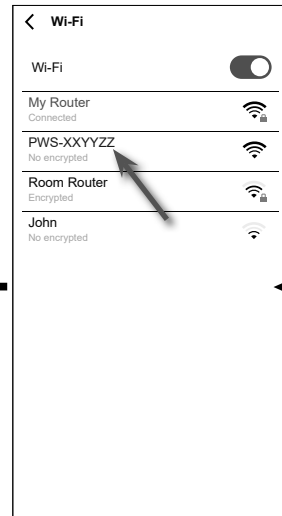 Wi-Fi
Wi-Fi
My Router
Connected
PWS-XXYYZZ
No encrypted
Room Router
Encrypted
John
No encrypted